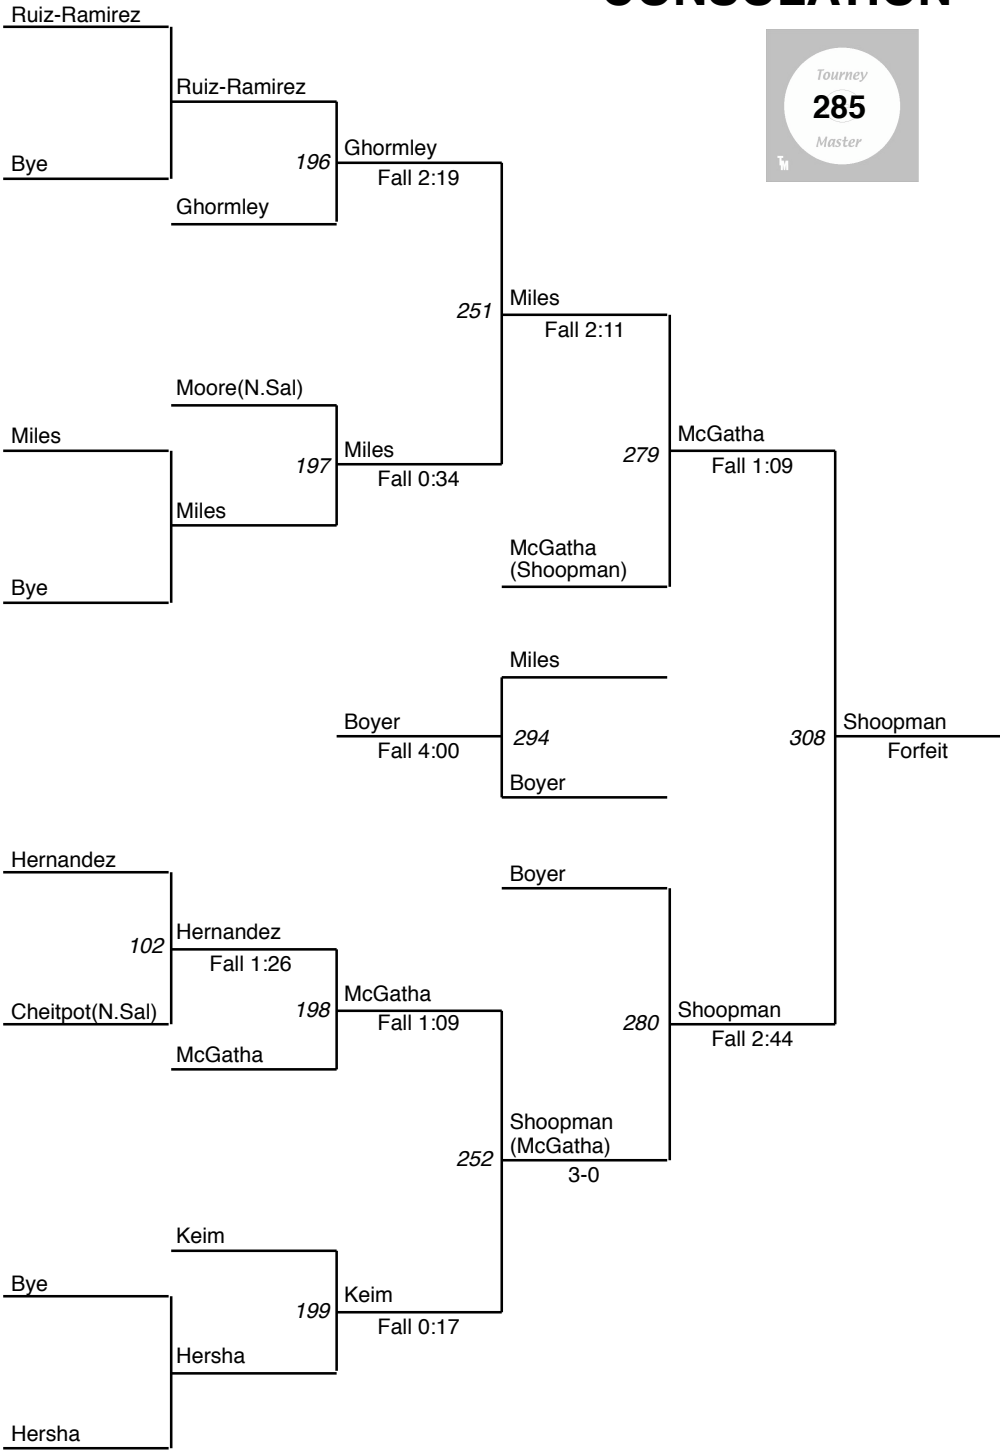 CONSOLATION
Ruiz-Ramirez
Tourney
285
Master
TM
Ruiz-Ramirez
Bye
196
Ghormley
Fall 2:19
Ghormley
251
Miles
Fall 2:11
Moore(N.Sal)
Miles
197
Miles
Fall 0:34
279
McGatha
Fall 1:09
Miles
McGatha
(Shoopman)
Bye
Miles
Boyer
Fall 4:00
294
308
Shoopman
Forfeit
Boyer
Hernandez
Boyer
102
Hernandez
Fall 1:26
Cheitpot(N.Sal)
198
McGatha
Fall 1:09
280
Shoopman
Fall 2:44
McGatha
252
Shoopman
(McGatha)
3-0
Keim
Bye
199
Keim
Fall 0:17
Hersha
Hersha